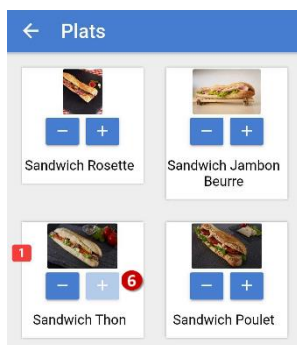 ← Plats
− +
− +
Sandwich Rosette
Sandwich Jambon
Beurre
1
− +
6
− +
Sandwich Thon
Sandwich Poulet